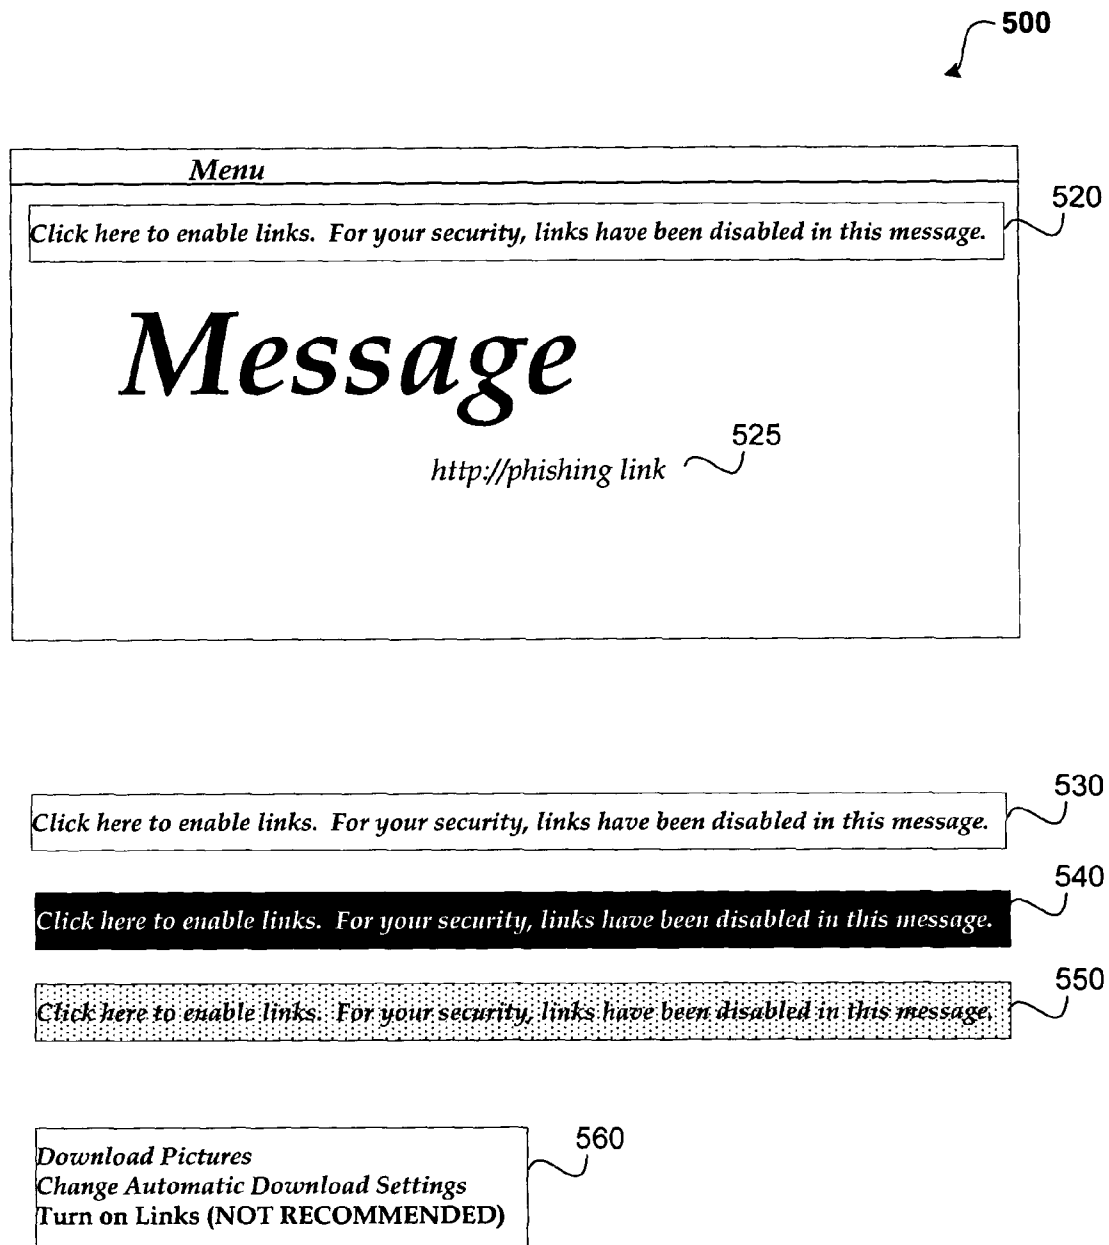 500
Menu
520
Click here to enable links. For your security, links have been disabled in this message.
Message
525
http://phishing link
530
Click here to enable links. For your security, links have been disabled in this message.
540
Click here to enable links. For your security, links have been disabled in this message.
550
Click here to enable links. For your security, links have been disabled in this message.
560
Download Pictures
Change Automatic Download Settings
Turn on Links (NOT RECOMMENDED)